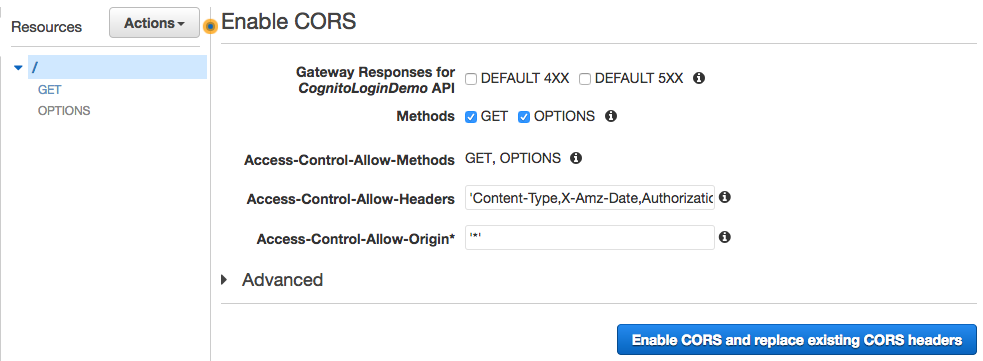 Resources
Actions
Enable CORS
/
GET
OPTIONS
Gateway Responses for CognitoLoginDemo API
DEFAULT 4XX DEFAULT 5XX
Methods GET OPTIONS
Access-Control-Allow-Methods GET, OPTIONS
Access-Control-Allow-Headers 'Content-Type,X-Amz-Date,Authorizatio
Access-Control-Allow-Origin* '*'
Advanced
Enable CORS and replace existing CORS headers